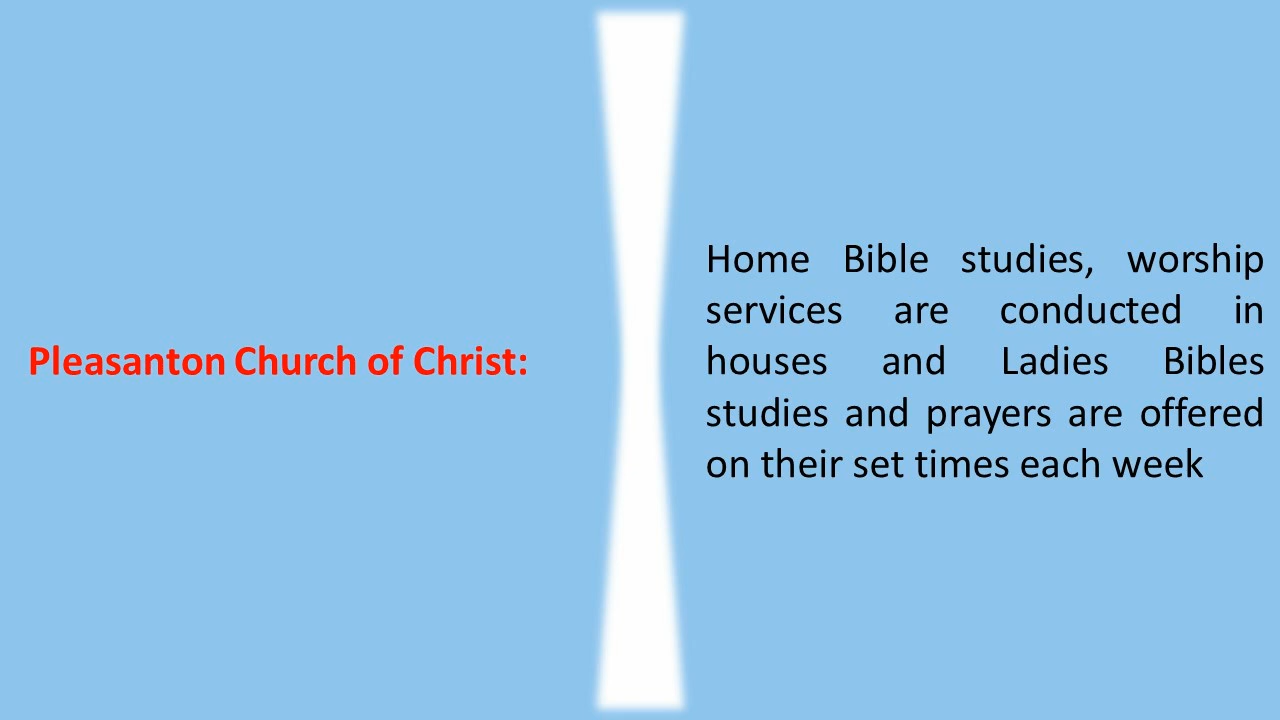 Pleasanton Church of Christ:
Home Bible studies, worship
services are conducted in
houses and Ladies Bibles
studies and prayers are offered
on their set times each week